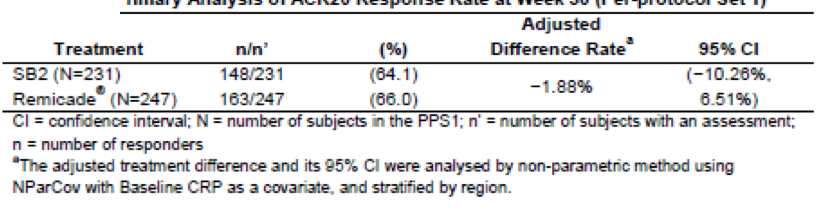 Analysis of ACR20 Response Rate at Week 30 (Per-protocol Set 1)
Treatment n/n' (%) Adjusted Difference Rateᵃ 95% CI
SB2 (N=231) 148/231 (64.1) −1.88% (−10.26%, 6.51%)
Remicade® (N=247) 163/247 (66.0)
CI = confidence interval; N = number of subjects in the PPS1; n' = number of subjects with an assessment;
n = number of responders
ᵃThe adjusted treatment difference and its 95% CI were analysed by non-parametric method using
NParCov with Baseline CRP as a covariate, and stratified by region.